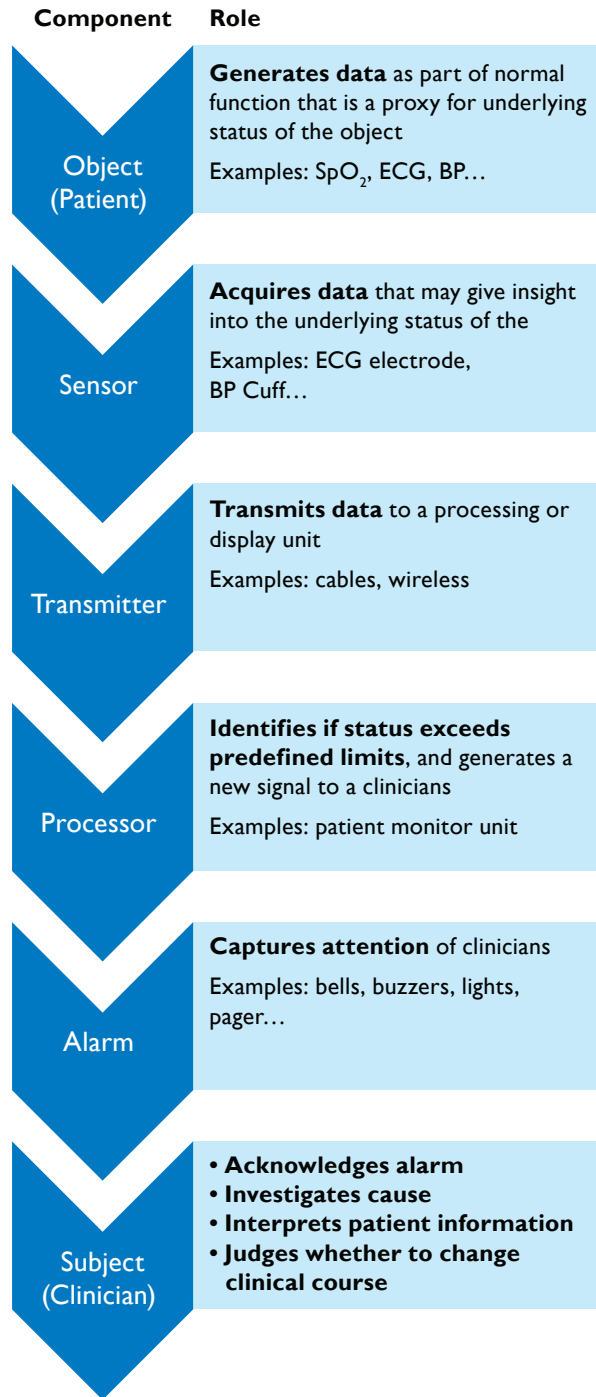 Component Role
Generates data as part of normal
function that is a proxy for underlying
status of the object
Examples: SpO₂, ECG, BP…
Object
(Patient)
Acquires data that may give insight
into the underlying status of the
Examples: ECG electrode,
BP Cuff…
Sensor
Transmits data to a processing or
display unit
Examples: cables, wireless
Transmitter
Identifies if status exceeds
predefined limits, and generates a
new signal to a clinicians
Examples: patient monitor unit
Processor
Captures attention of clinicians
Examples: bells, buzzers, lights,
pager…
Alarm
• Acknowledges alarm
• Investigates cause
• Interprets patient information
• Judges whether to change
clinical course
Subject
(Clinician)